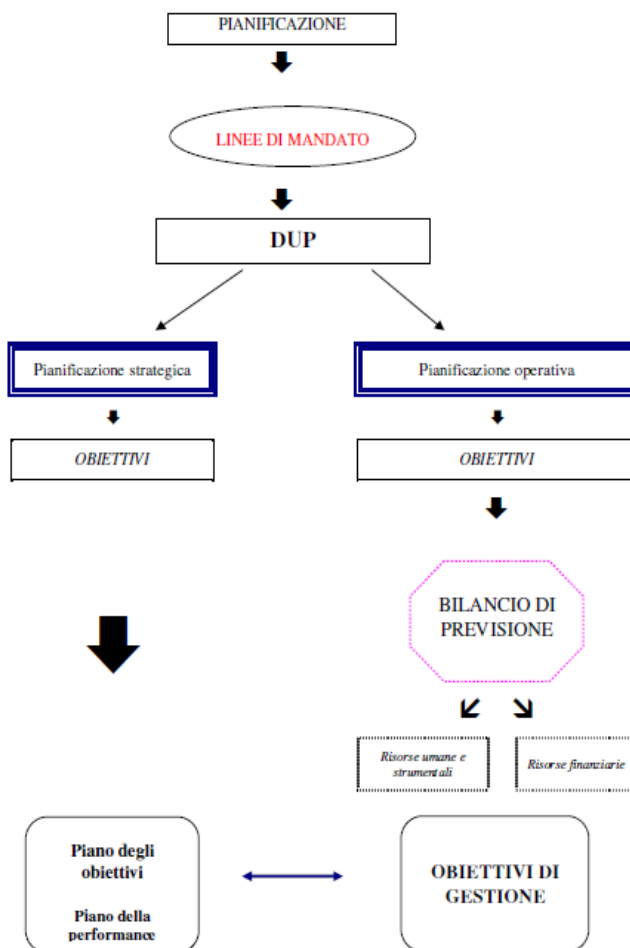 PIANIFICAZIONE
LINEE DI MANDATO
DUP
Pianificazione strategica
Pianificazione operativa
OBIETTIVI
OBIETTIVI
BILANCIO DI
PREVISIONE
Risorse umane e
strumentali
Risorse finanziarie
Piano degli
obiettivi
Piano della
performance
OBIETTIVI DI
GESTIONE